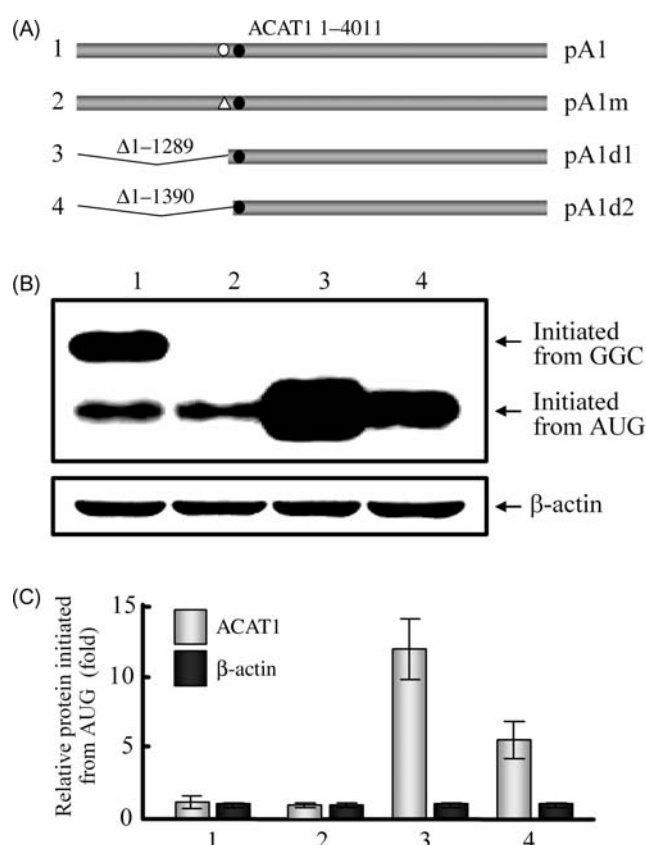 (A)
ACAT1 1–4011
1 pA1
2 pA1m
3 Δ1–1289 pA1d1
4 Δ1–1390 pA1d2
(B)
1 2 3 4
Initiated
from GGC
Initiated
from AUG
β-actin
(C)
Relative protein initiated
from AUG (fold)
15
10
5
0
ACAT1
β-actin
1 2 3 4